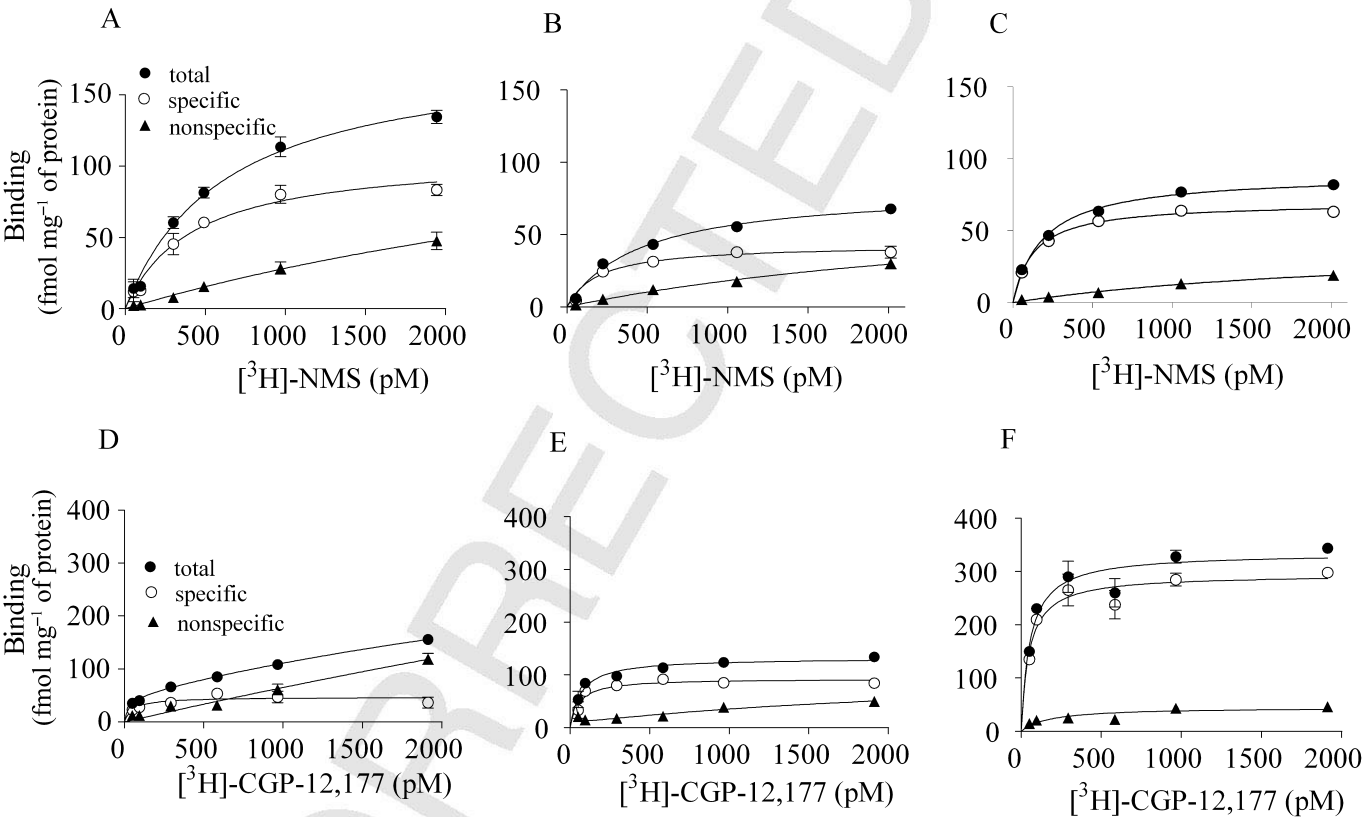 A
B
C
total
specific
nonspecific
150
100
50
0
Binding
(fmol mg⁻¹ of protein)
0 500 1000 1500 2000
[³H]-NMS (pM)
150
100
50
0
0 500 1000 1500 2000
[³H]-NMS (pM)
150
100
50
0
0 500 1000 1500 2000
[³H]-NMS (pM)
D
E
F
total
specific
nonspecific
400
300
200
100
0
Binding
(fmol mg⁻¹ of protein)
0 500 1000 1500 2000
[³H]-CGP-12,177 (pM)
400
300
200
100
0
0 500 1000 1500 2000
[³H]-CGP-12,177 (pM)
400
300
200
100
0
0 500 1000 1500 2000
[³H]-CGP-12,177 (pM)
RRECTED